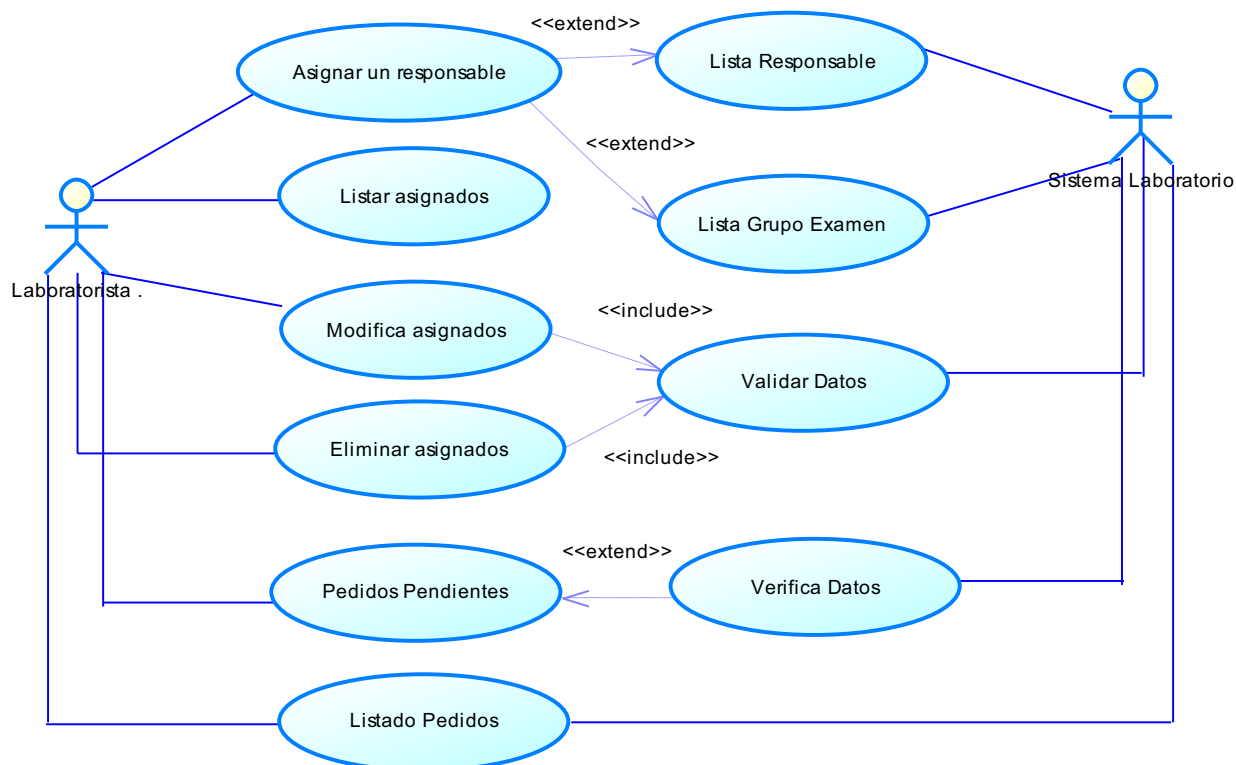 <<extend>>
Asignar un responsable
Lista Responsable
<<extend>>
Sistema Laboratorio
Listar asignados
Lista Grupo Examen
Laboratorista .
<<include>>
Modifica asignados
Validar Datos
Eliminar asignados
<<include>>
<<extend>>
Pedidos Pendientes
Verifica Datos
Listado Pedidos